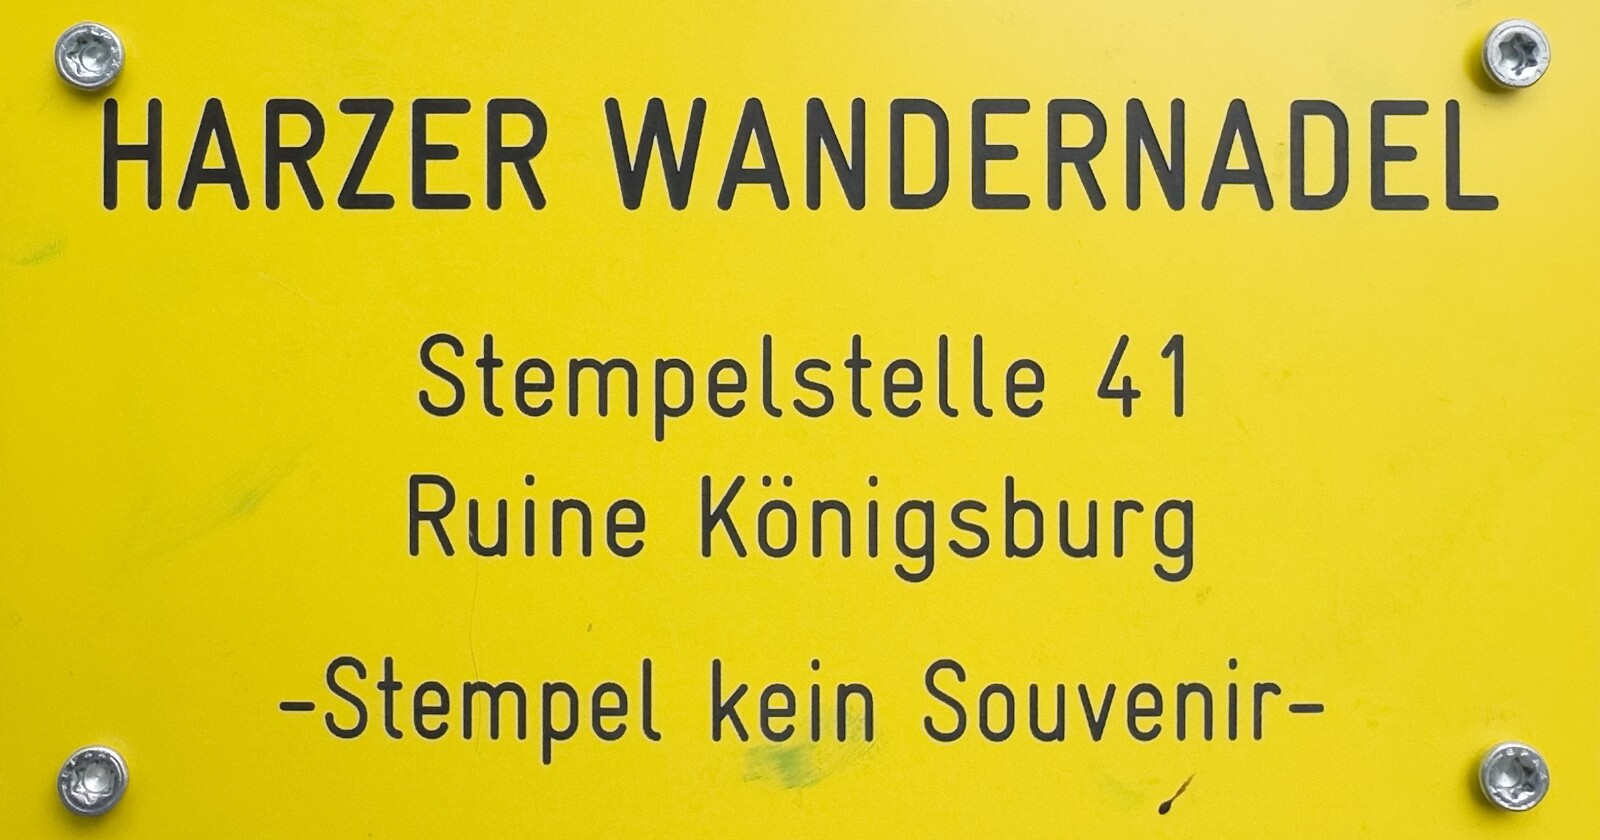 HARZER WANDERNADEL
Stempelstelle 41
Ruine Königsburg
-Stempel kein Souvenir-